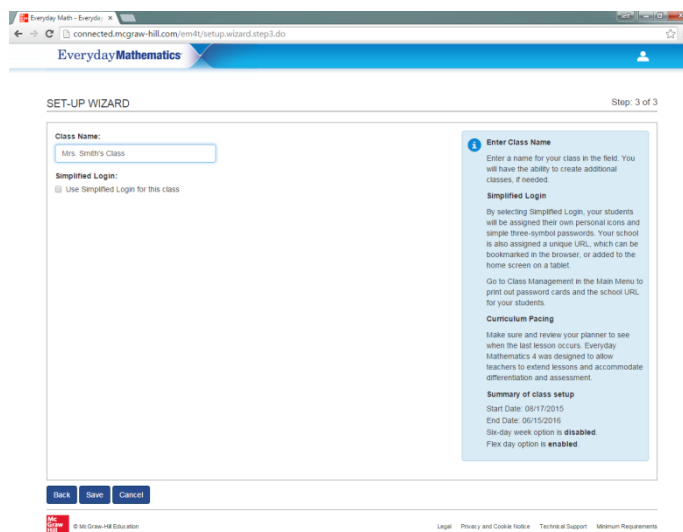 Everyday Math - Everyday
connected.mcgraw-hill.com/em4t/setup.wizard.step3.do
Everyday Mathematics
SET-UP WIZARD
Step: 3 of 3
Class Name:
Mrs. Smith's Class
Simplified Login:
Use Simplified Login for this class
Enter Class Name
Enter a name for your class in the field. You
will have the ability to create additional
classes, if needed.
Simplified Login
By selecting Simplified Login, your students
will be assigned their own personal icons and
simple three-symbol passwords. Your school
is also assigned a unique URL, which can be
bookmarked in the browser, or added to the
home screen on a tablet.
Go to Class Management in the Main Menu to
print out password cards and the school URL
for your students.
Curriculum Pacing
Make sure and review your planner to see
when the last lesson occurs. Everyday
Mathematics 4 was designed to allow
teachers to extend lessons and accommodate
differentiation and assessment.
Summary of class setup
Start Date: 08/17/2015
End Date: 06/15/2016
Six-day week option is disabled.
Flex day option is enabled.
Back Save Cancel
Mc
Graw
Hill
© McGraw-Hill Education
Legal Privacy and Cookie Notice Technical Support Minimum Requirements